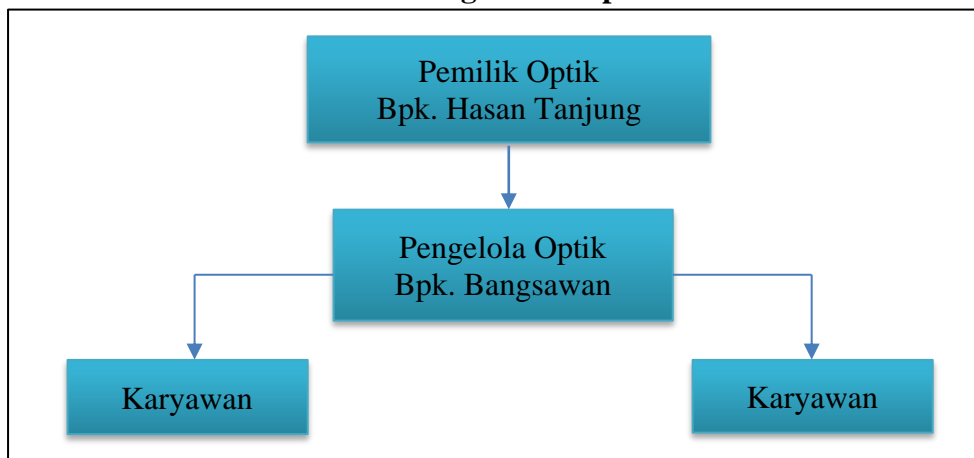 Pemilik Optik
Bpk. Hasan Tanjung
Pengelola Optik
Bpk. Bangsawan
Karyawan
Karyawan